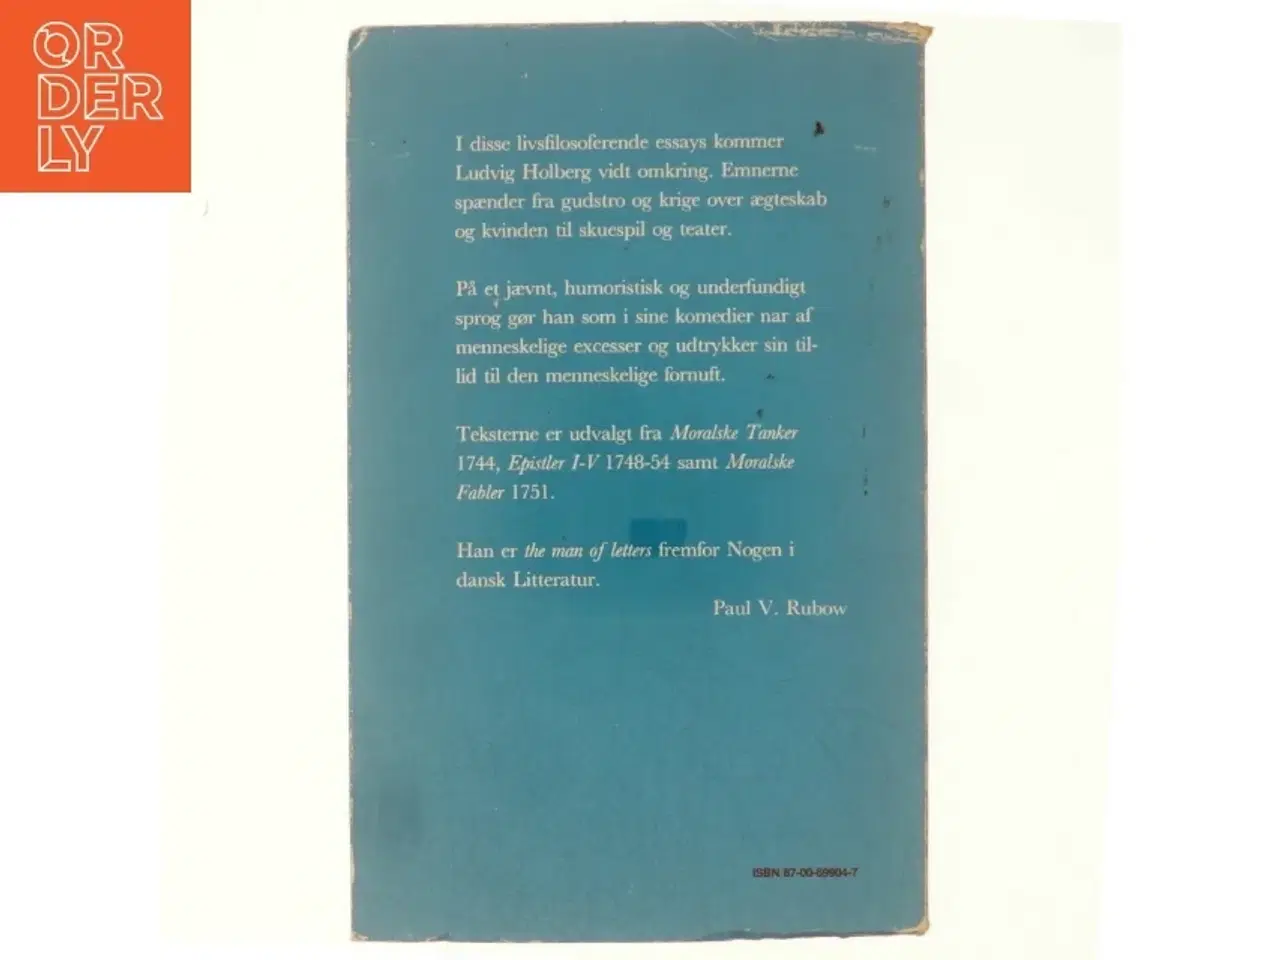 OR
DER
LY
I disse livsfilosoferende essays kommer
Ludvig Holberg vidt omkring. Emnerne
spænder fra gudstro og krige over ægteskab
og kvinden til skuespil og teater.
På et jævnt, humoristisk og underfundigt
sprog gør han som i sine komedier nar af
menneskelige excesser og udtrykker sin til-
lid til den menneskelige fornuft.
Teksterne er udvalgt fra Moralske Tanker
1744, Epistler I-V 1748-54 samt Moralske
Fabler 1751.
Han er the man of letters fremfor Nogen i
dansk Litteratur.
Paul V. Rubow
ISBN 87-00-69904-7